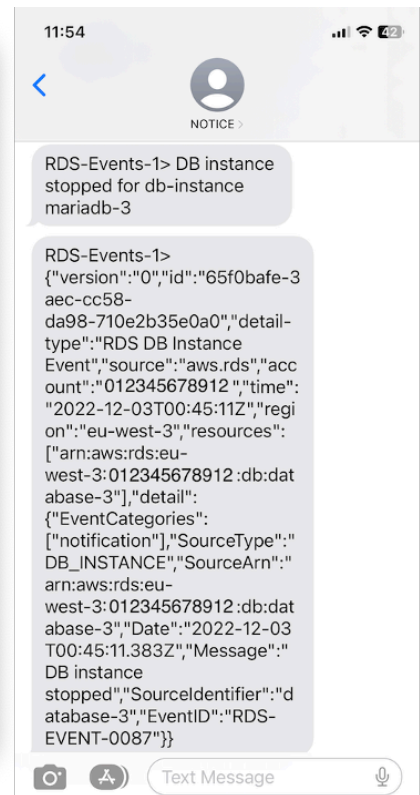 11:54
42
NOTICE >
RDS-Events-1> DB instance
stopped for db-instance
mariadb-3
RDS-Events-1>
{"version":"0","id":"65f0bafe-3
aec-cc58-
da98-710e2b35e0a0","detail-
type":"RDS DB Instance
Event","source":"aws.rds","acc
ount":"012345678912 ","time":
"2022-12-03T00:45:11Z","regi
on":"eu-west-3","resources":
["arn:aws:rds:eu-
west-3:012345678912 :db:dat
abase-3"],"detail":
{"EventCategories":
["notification"],"SourceType":"
DB_INSTANCE","SourceArn":"
arn:aws:rds:eu-
west-3:012345678912 :db:dat
abase-3","Date":"2022-12-03
T00:45:11.383Z","Message":"
DB instance
stopped","SourceIdentifier":"d
atabase-3","EventID":"RDS-
EVENT-0087"}}
Text Message